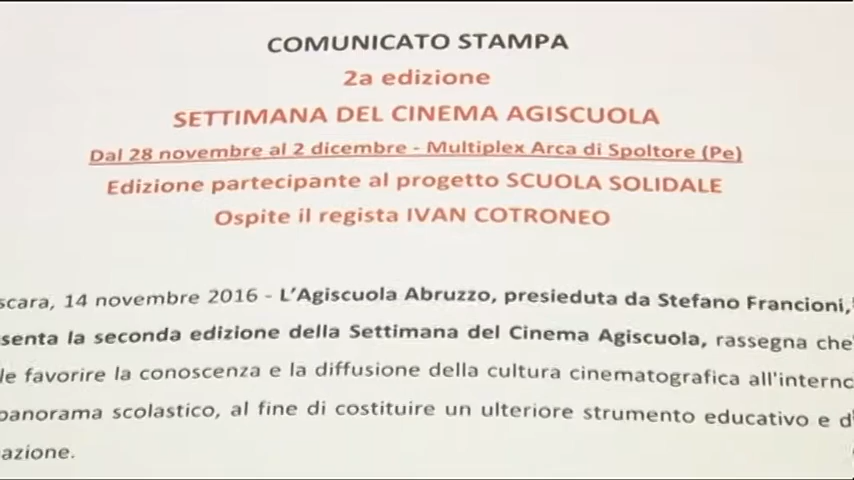 COMUNICATO STAMPA
2a edizione
SETTIMANA DEL CINEMA AGISCUOLA
Dal 28 novembre al 2 dicembre - Multiplex Arca di Spoltore (Pe)
Edizione partecipante al progetto SCUOLA SOLIDALE
Ospite il regista IVAN COTRONEO
scara, 14 novembre 2016 - L'Agiscuola Abruzzo, presieduta da Stefano Francioni,
senta la seconda edizione della Settimana del Cinema Agiscuola, rassegna che
le favorire la conoscenza e la diffusione della cultura cinematografica all'intern
panorama scolastico, al fine di costituire un ulteriore strumento educativo e d
azione.